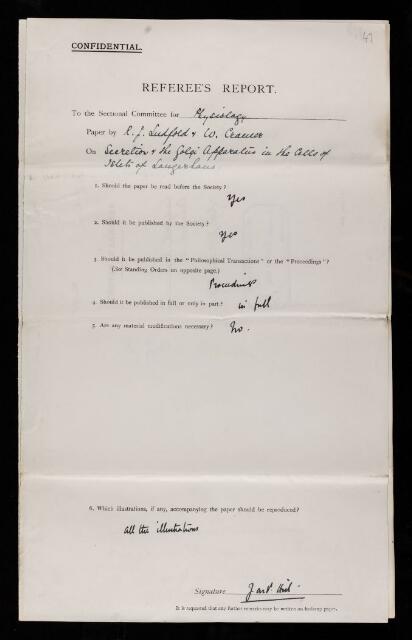 47
CONFIDENTIAL.
REFEREE'S REPORT.
To the Sectional Committee for Physiology
Paper by R. J. Ludford & W. Cramer
On Secretion & the Golgi Apparatus in the Cells of
Islets of Langerhans
1. Should the paper be read before the Society?
Yes
2. Should it be published by the Society?
Yes
3. Should it be published in the "Philosophical Transactions" or the "Proceedings"?
(See Standing Orders on opposite page.)
Proceedings
4. Should it be published in full or only in part? in full
5. Are any material modifications necessary? No.
6. Which illustrations, if any, accompanying the paper should be reproduced?
all the illustrations
Signature Hill
It is requested that any further remarks may be written on foolscap paper.